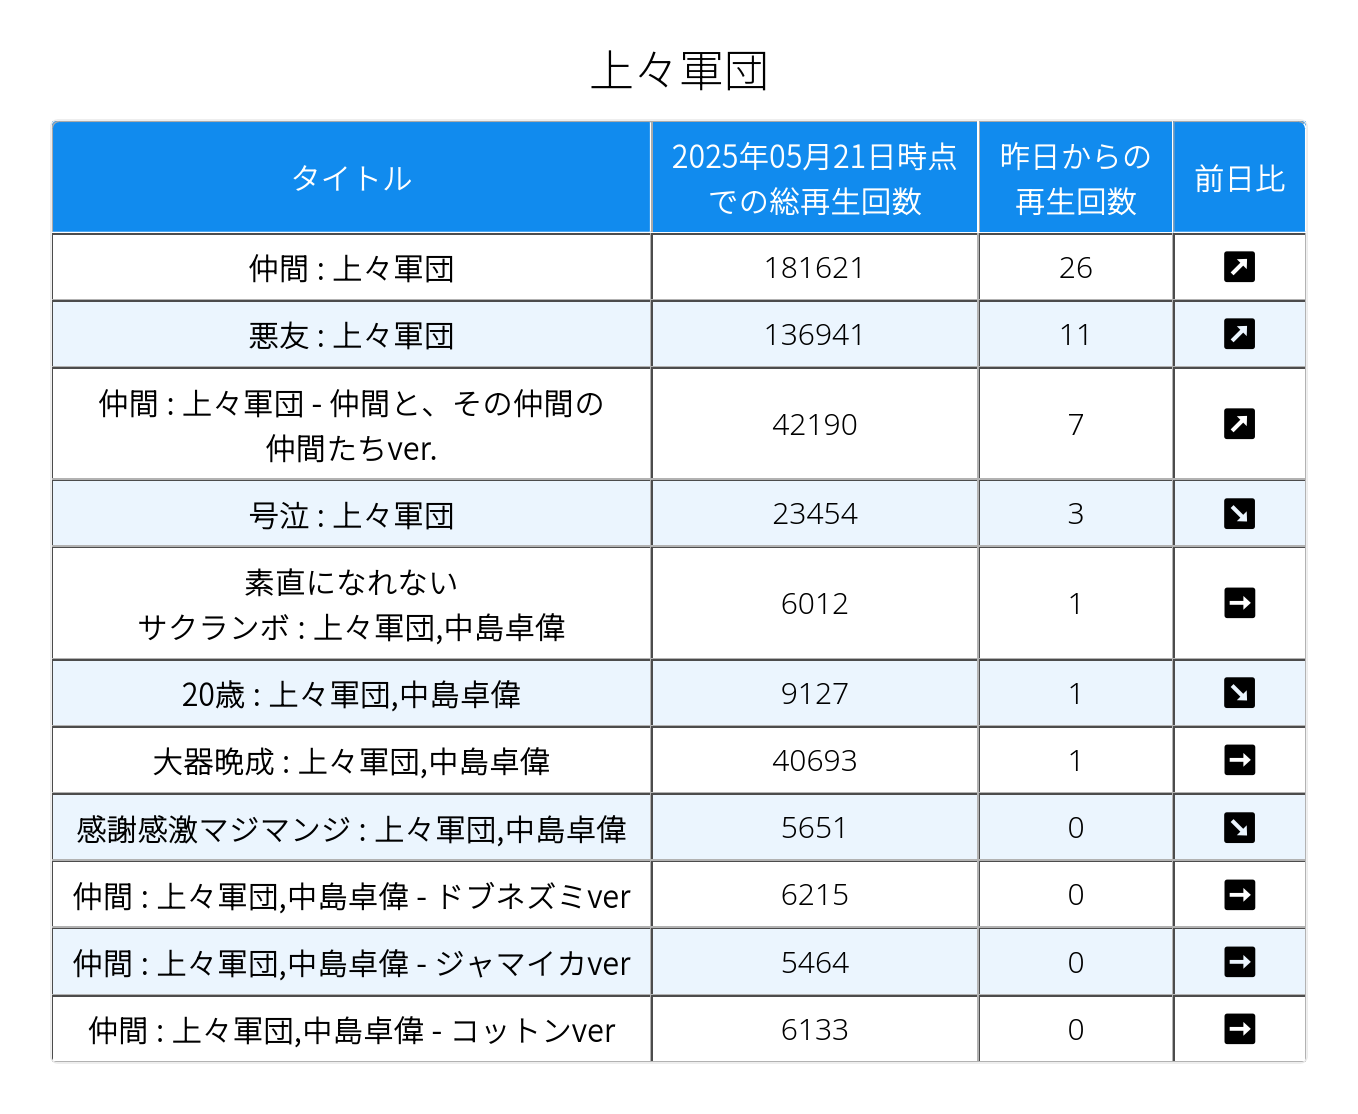 上々軍団
タイトル
2025年05月21日時点
での総再生回数
昨日からの
再生回数
前日比
仲間 : 上々軍団
181621
26
↗
悪友 : 上々軍団
136941
11
↗
仲間 : 上々軍団 - 仲間と、その仲間の
仲間たちver.
42190
7
↗
号泣 : 上々軍団
23454
3
↘
素直になれない
サクランボ : 上々軍団,中島卓偉
6012
1
→
20歳 : 上々軍団,中島卓偉
9127
1
↘
大器晩成 : 上々軍団,中島卓偉
40693
1
→
感謝感激マジマンジ : 上々軍団,中島卓偉
5651
0
↘
仲間 : 上々軍団,中島卓偉 - ドブネズミver
6215
0
→
仲間 : 上々軍団,中島卓偉 - ジャマイカver
5464
0
→
仲間 : 上々軍団,中島卓偉 - コットンver
6133
0
→